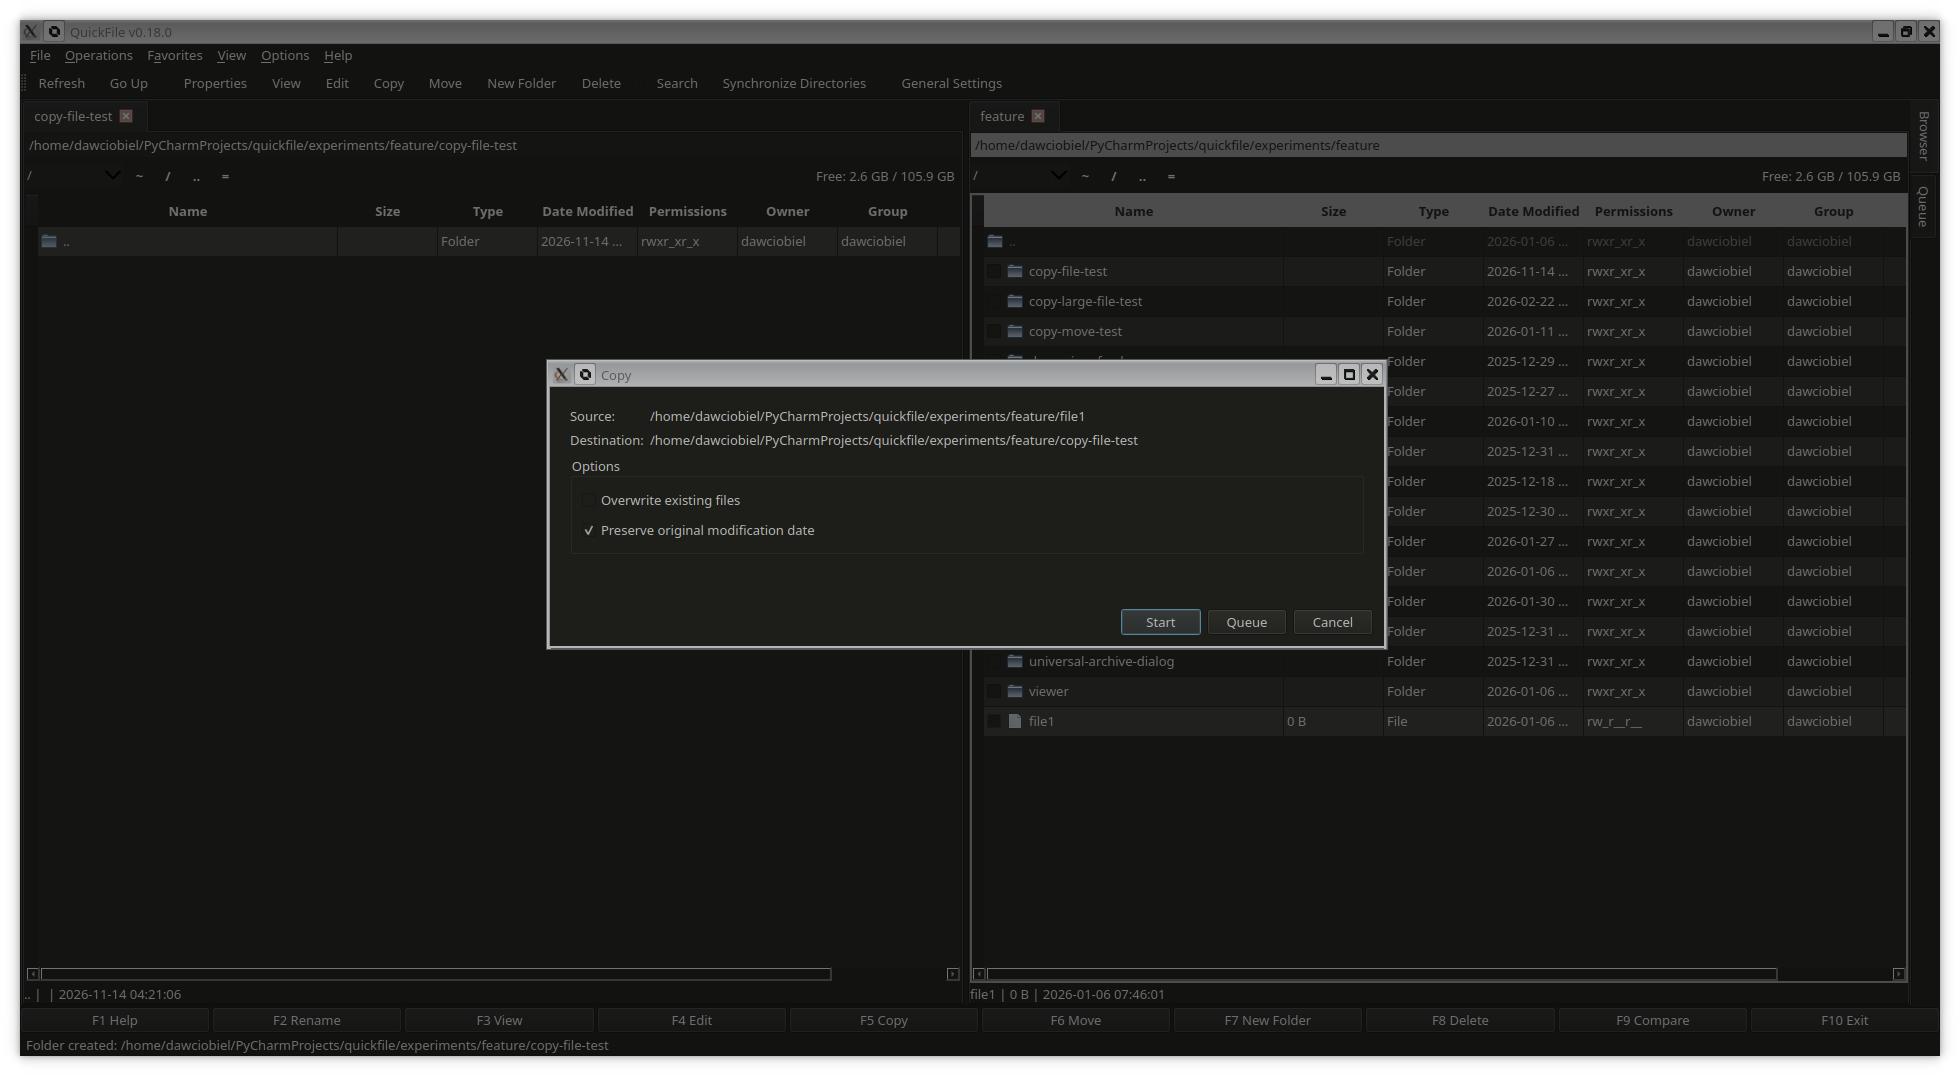 QuickFile v0.18.0
File Operations Favorites View Options Help
Refresh Go Up Properties View Edit Copy Move New Folder Delete Search Synchronize Directories General Settings
copy-file-test
/home/dawciobiel/PyCharmProjects/quickfile/experiments/feature/copy-file-test
/ ~ / .. = Free: 2.6 GB / 105.9 GB
Name Size Type Date Modified Permissions Owner Group
.. Folder 2026-11-14 ... rwxr_xr_x dawciobiel dawciobiel
.. | | 2026-11-14 04:21:06
feature
/home/dawciobiel/PyCharmProjects/quickfile/experiments/feature
/ ~ / .. = Free: 2.6 GB / 105.9 GB
Name Size Type Date Modified Permissions Owner Group
.. Folder 2026-01-06 ... rwxr_xr_x dawciobiel dawciobiel
copy-file-test Folder 2026-11-14 ... rwxr_xr_x dawciobiel dawciobiel
copy-large-file-test Folder 2026-02-22 ... rwxr_xr_x dawciobiel dawciobiel
copy-move-test Folder 2026-01-11 ... rwxr_xr_x dawciobiel dawciobiel
Folder 2025-12-29 ... rwxr_xr_x dawciobiel dawciobiel
Folder 2025-12-27 ... rwxr_xr_x dawciobiel dawciobiel
Folder 2026-01-10 ... rwxr_xr_x dawciobiel dawciobiel
Folder 2025-12-31 ... rwxr_xr_x dawciobiel dawciobiel
Folder 2025-12-18 ... rwxr_xr_x dawciobiel dawciobiel
Folder 2025-12-30 ... rwxr_xr_x dawciobiel dawciobiel
Folder 2026-01-27 ... rwxr_xr_x dawciobiel dawciobiel
Folder 2026-01-06 ... rwxr_xr_x dawciobiel dawciobiel
Folder 2026-01-30 ... rwxr_xr_x dawciobiel dawciobiel
Folder 2025-12-31 ... rwxr_xr_x dawciobiel dawciobiel
universal-archive-dialog Folder 2025-12-31 ... rwxr_xr_x dawciobiel dawciobiel
viewer Folder 2026-01-06 ... rwxr_xr_x dawciobiel dawciobiel
file1 0 B File 2026-01-06 ... rw_r__r__ dawciobiel dawciobiel
file1 | 0 B | 2026-01-06 07:46:01
Browser
Queue
Copy
Source: /home/dawciobiel/PyCharmProjects/quickfile/experiments/feature/file1
Destination: /home/dawciobiel/PyCharmProjects/quickfile/experiments/feature/copy-file-test
Options
Overwrite existing files
Preserve original modification date
Start Queue Cancel
F1 Help F2 Rename F3 View F4 Edit F5 Copy F6 Move F7 New Folder F8 Delete F9 Compare F10 Exit
Folder created: /home/dawciobiel/PyCharmProjects/quickfile/experiments/feature/copy-file-test